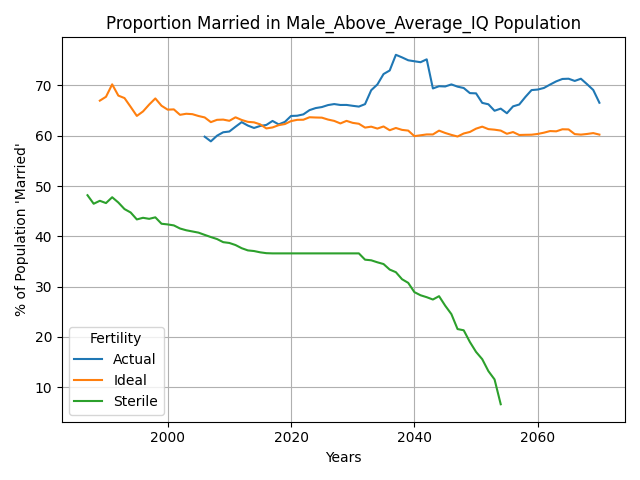 Proportion Married in Male_Above_Average_IQ Population
% of Population 'Married'
70
60
50
40
30
20
10
Fertility
Actual
Ideal
Sterile
2000 2020 2040 2060
Years